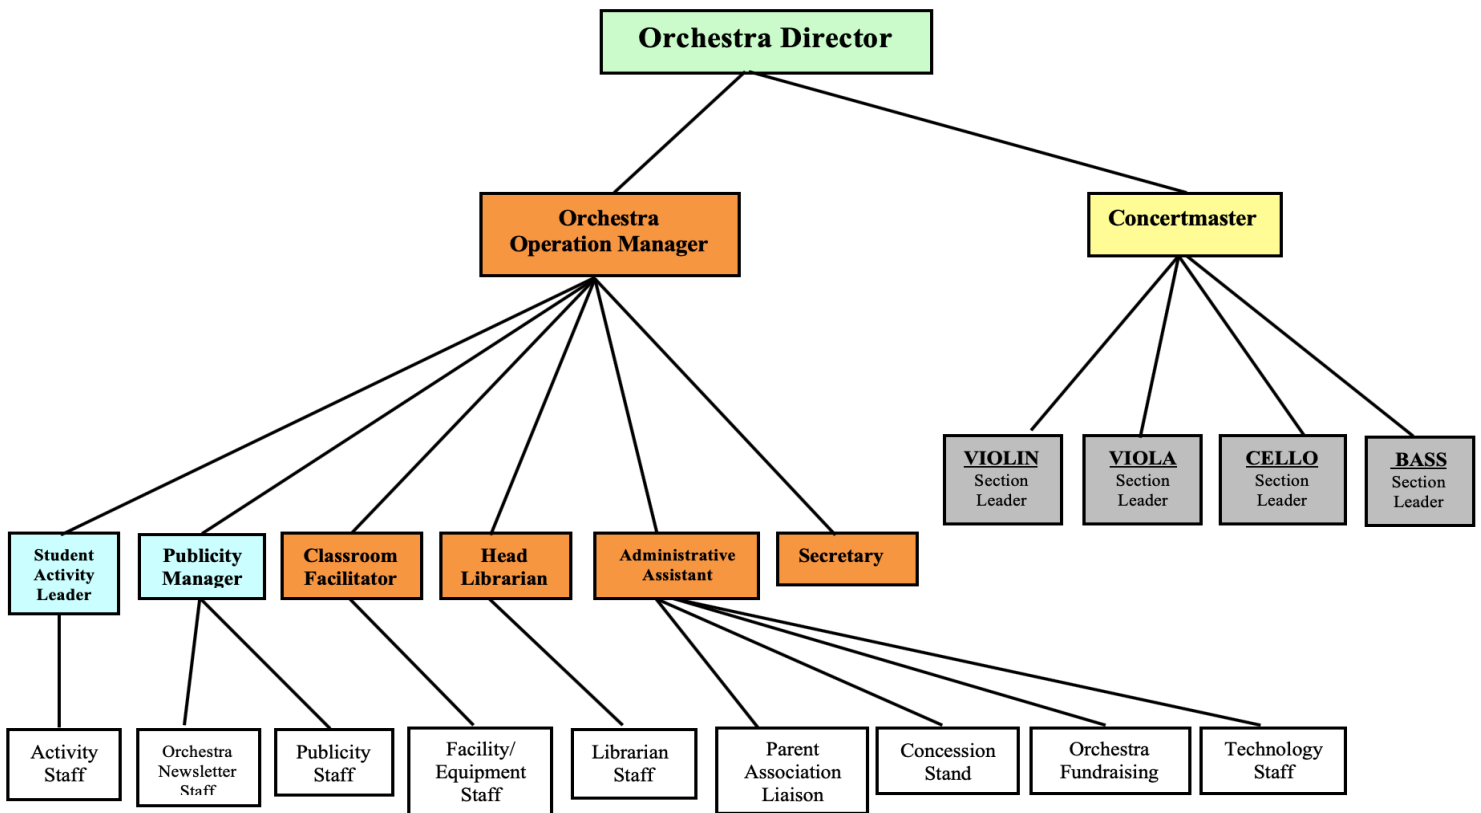 Orchestra Director
Orchestra
Operation Manager
Concertmaster
VIOLIN
Section
Leader
VIOLA
Section
Leader
CELLO
Section
Leader
BASS
Section
Leader
Student
Activity
Leader
Publicity
Manager
Classroom
Facilitator
Head
Librarian
Administrative
Assistant
Secretary
Activity
Staff
Orchestra
Newsletter
Staff
Publicity
Staff
Facility/
Equipment
Staff
Librarian
Staff
Parent
Association
Liaison
Concession
Stand
Orchestra
Fundraising
Technology
Staff